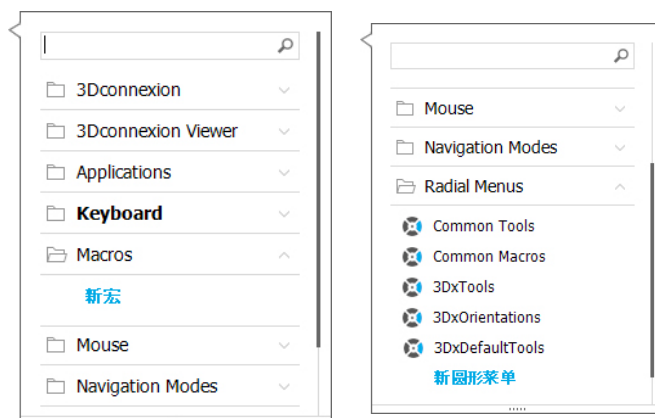 3Dconnexion
3Dconnexion Viewer
Applications
Keyboard
Macros
新宏
Mouse
Navigation Modes
Mouse
Navigation Modes
Radial Menus
Common Tools
Common Macros
3DxTools
3DxOrientations
3DxDefaultTools
新圆形菜单